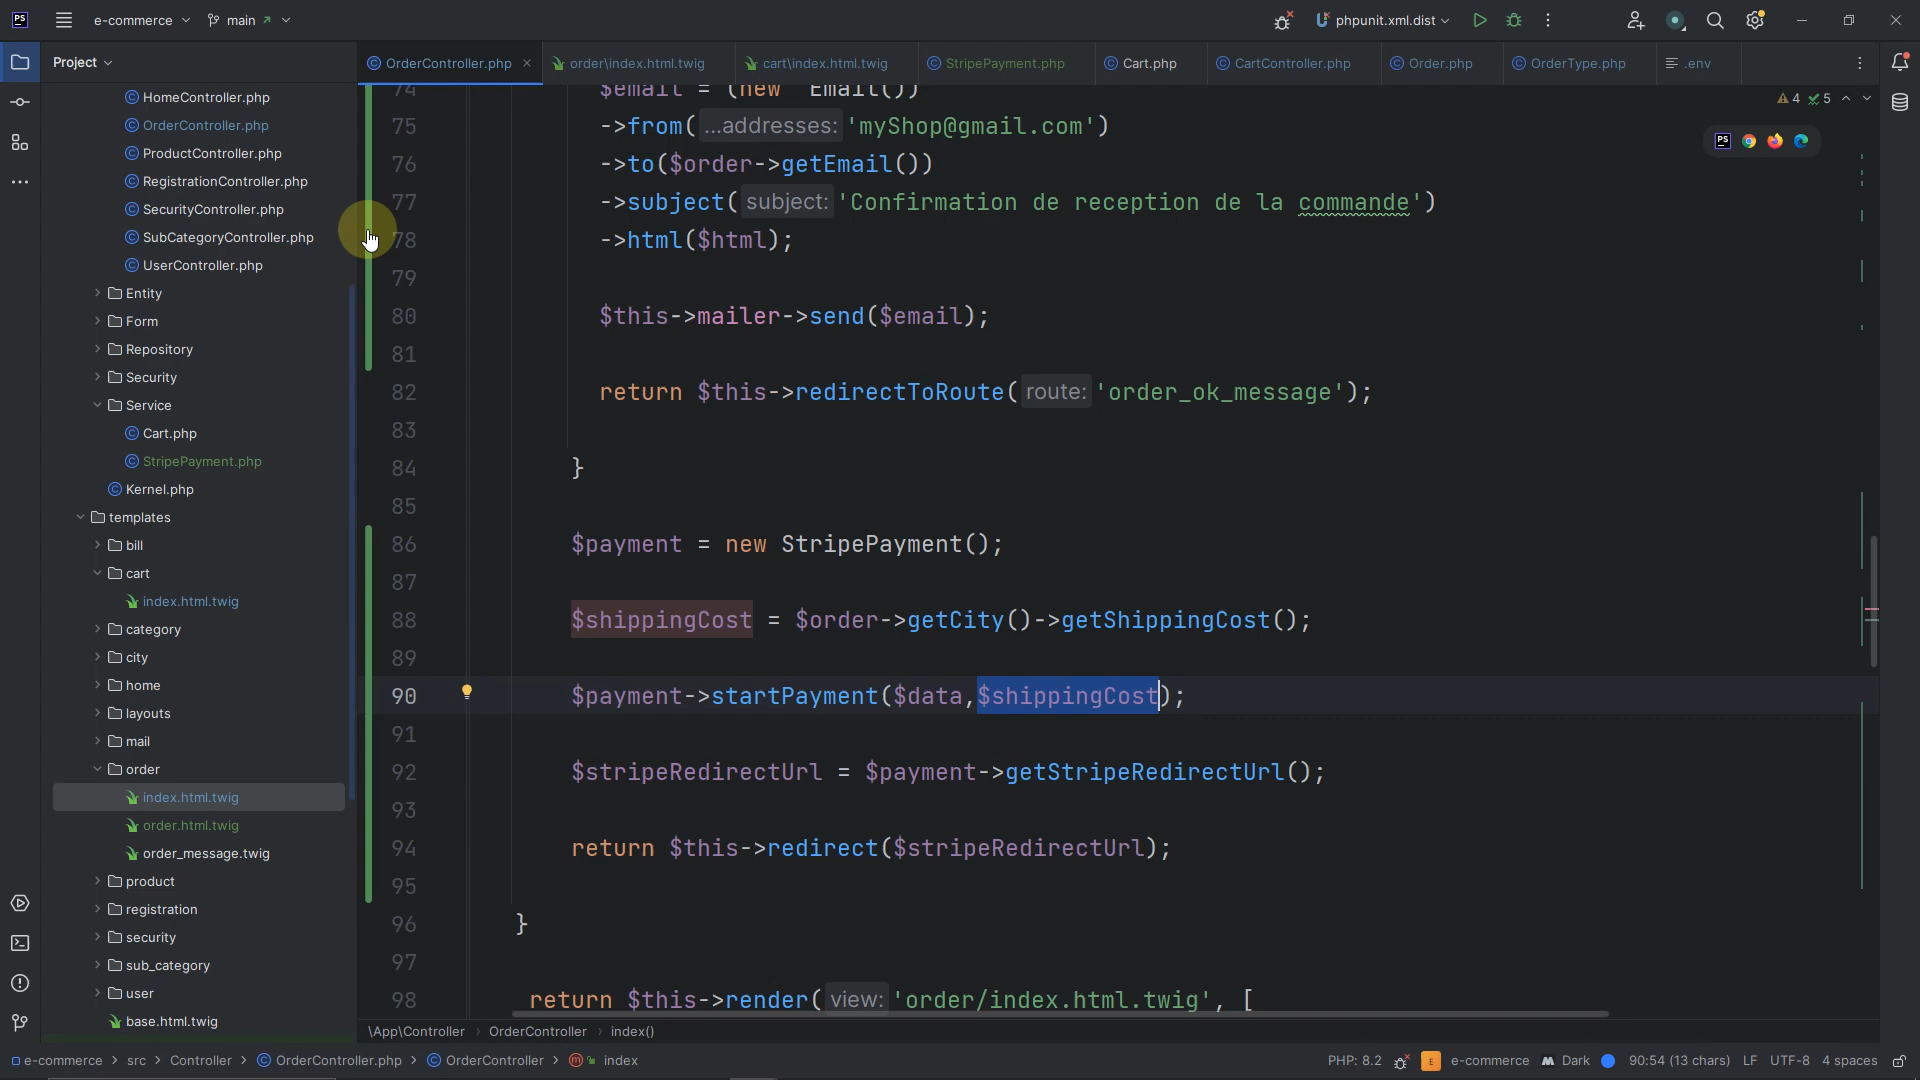 PS e-commerce main phpunit.xml.dist
Project OrderController.php order\index.html.twig cart\index.html.twig StripePayment.php Cart.php CartController.php Order.php OrderType.php .env
HomeController.php
OrderController.php
ProductController.php
RegistrationController.php
SecurityController.php
SubCategoryController.php
UserController.php
Entity
Form
Repository
Security
Service
Cart.php
StripePayment.php
Kernel.php
templates
bill
cart
index.html.twig
category
city
home
layouts
mail
order
index.html.twig
order.html.twig
order_message.twig
product
registration
security
sub_category
user
base.html.twig
4 5
74 $email = (new Email())
75 ->from( …addresses: 'myShop@gmail.com')
76 ->to($order->getEmail())
77 ->subject( subject: 'Confirmation de reception de la commande')
78 ->html($html);
79
80 $this->mailer->send($email);
81
82 return $this->redirectToRoute( route: 'order_ok_message');
83
84 }
85
86 $payment = new StripePayment();
87
88 $shippingCost = $order->getCity()->getShippingCost();
89
90 $payment->startPayment($data,$shippingCost);
91
92 $stripeRedirectUrl = $payment->getStripeRedirectUrl();
93
94 return $this->redirect($stripeRedirectUrl);
95
96 }
97
98 return $this->render( view: 'order/index.html.twig', [
\App\Controller › OrderController › index()
e-commerce › src › Controller › OrderController.php › OrderController › index PHP: 8.2 E e-commerce Dark 90:54 (13 chars) LF UTF-8 4 spaces